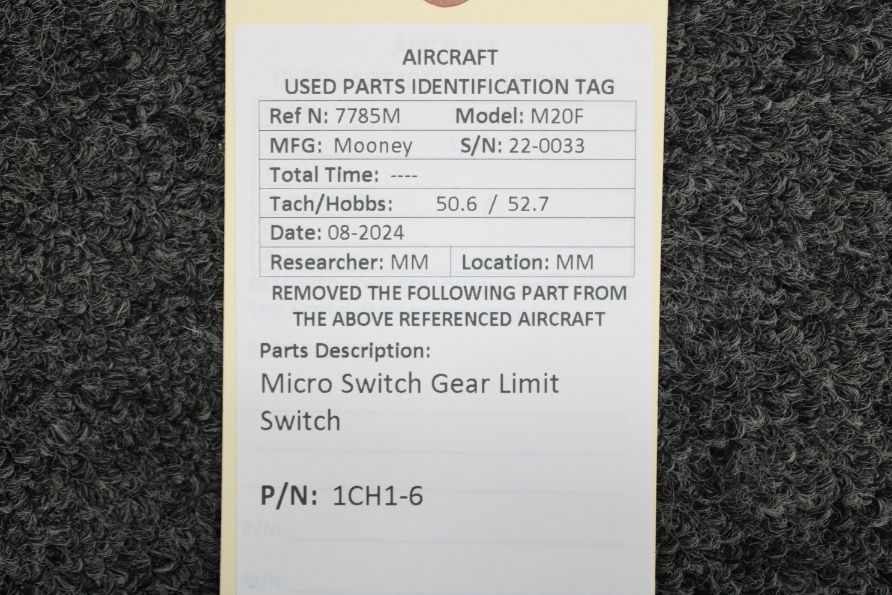 AIRCRAFT
USED PARTS IDENTIFICATION TAG
Ref N: 7785M Model: M20F
MFG: Mooney S/N: 22-0033
Total Time: ----
Tach/Hobbs: 50.6 / 52.7
Date: 08-2024
Researcher: MM Location: MM
REMOVED THE FOLLOWING PART FROM
THE ABOVE REFERENCED AIRCRAFT
Parts Description:
Micro Switch Gear Limit
Switch
P/N: 1CH1-6